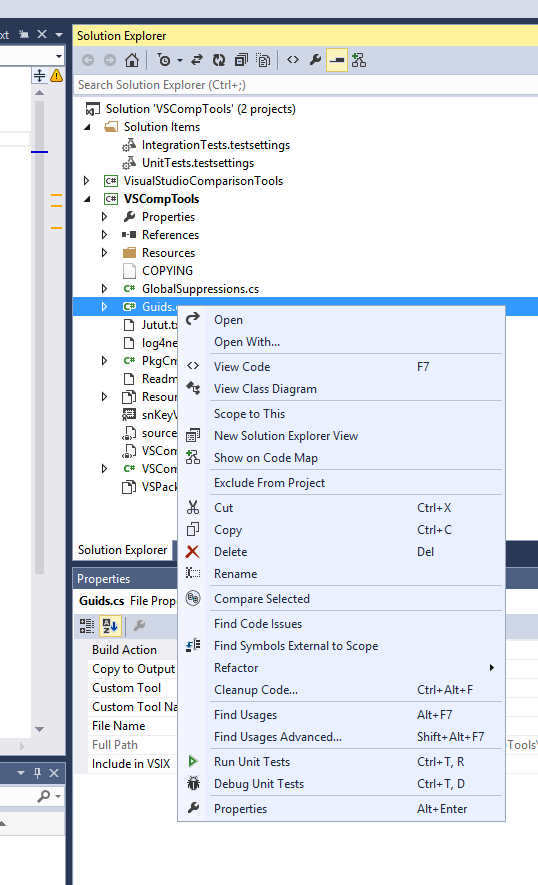 xt
Solution Explorer
Search Solution Explorer (Ctrl+;)
Solution 'VSCompTools' (2 projects)
Solution Items
IntegrationTests.testsettings
UnitTests.testsettings
C# VisualStudioComparisonTools
C# VSCompTools
Properties
References
Resources
COPYING
C# GlobalSuppressions.cs
C# Guids.c
Jutut.tx
log4ne
C# PkgCm
Readm
Resour
snKeyV
source
VSCom
C# VSCom
VSPack
Open
Open With...
View Code F7
View Class Diagram
Scope to This
New Solution Explorer View
Show on Code Map
Exclude From Project
Cut Ctrl+X
Copy Ctrl+C
Delete Del
Rename
Compare Selected
Find Code Issues
Find Symbols External to Scope
Refactor
Cleanup Code... Ctrl+Alt+F
Find Usages Alt+F7
Find Usages Advanced... Shift+Alt+F7
Run Unit Tests Ctrl+T, R
Debug Unit Tests Ctrl+T, D
Properties Alt+Enter
Solution Explorer
Properties
Guids.cs File Prop
Build Action
Copy to Output
Custom Tool
Custom Tool Na
File Name
Full Path Tools\
Include in VSIX